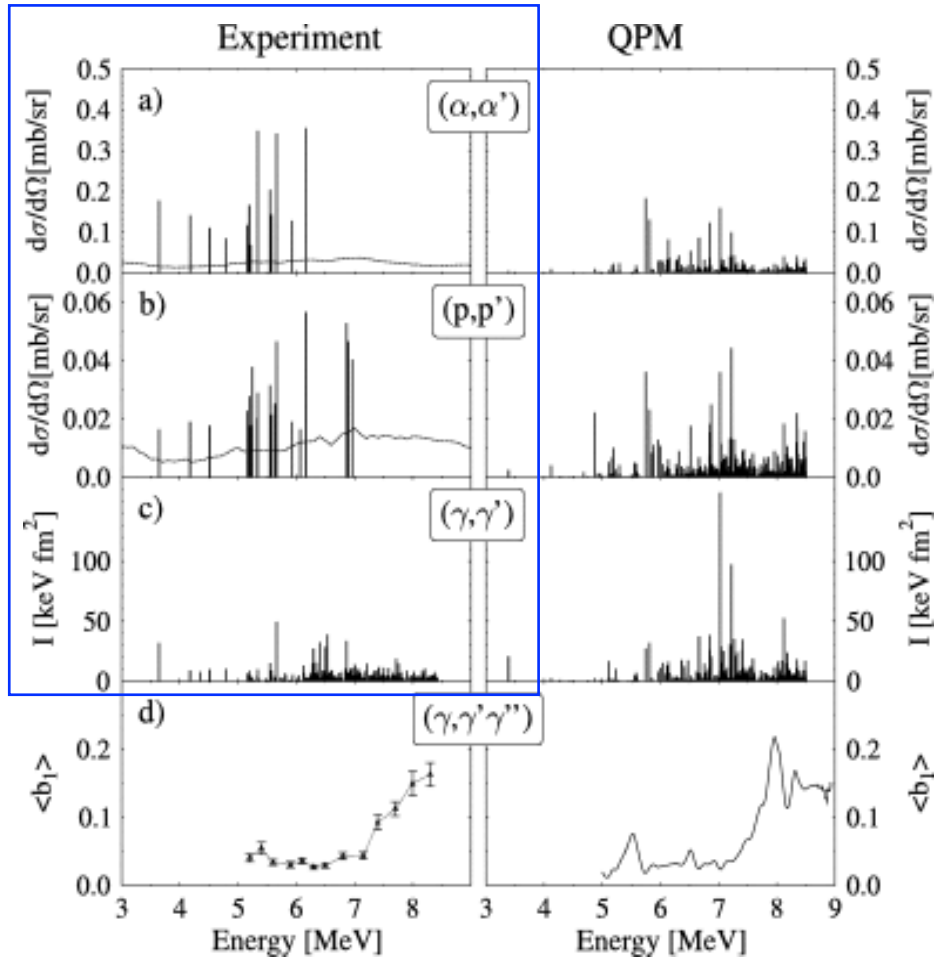 Experiment QPM
0.5 a) (α,α') 0.5
0.4 0.4
0.3 0.3
0.2 0.2
0.1 0.1
0.0 0.0
dσ/dΩ[mb/sr] dσ/dΩ[mb/sr]
0.06 b) (p,p') 0.06
0.04 0.04
0.02 0.02
0.00 0.00
dσ/dΩ[mb/sr] dσ/dΩ[mb/sr]
c) (γ,γ')
100 100
50 50
0 0
I [keV fm²] I [keV fm²]
d) (γ,γ'γ'')
0.2 0.2
0.1 0.1
0.0 0.0
<b₁> <b₁>
3 4 5 6 7 8 3 4 5 6 7 8 9
Energy [MeV] Energy [MeV]